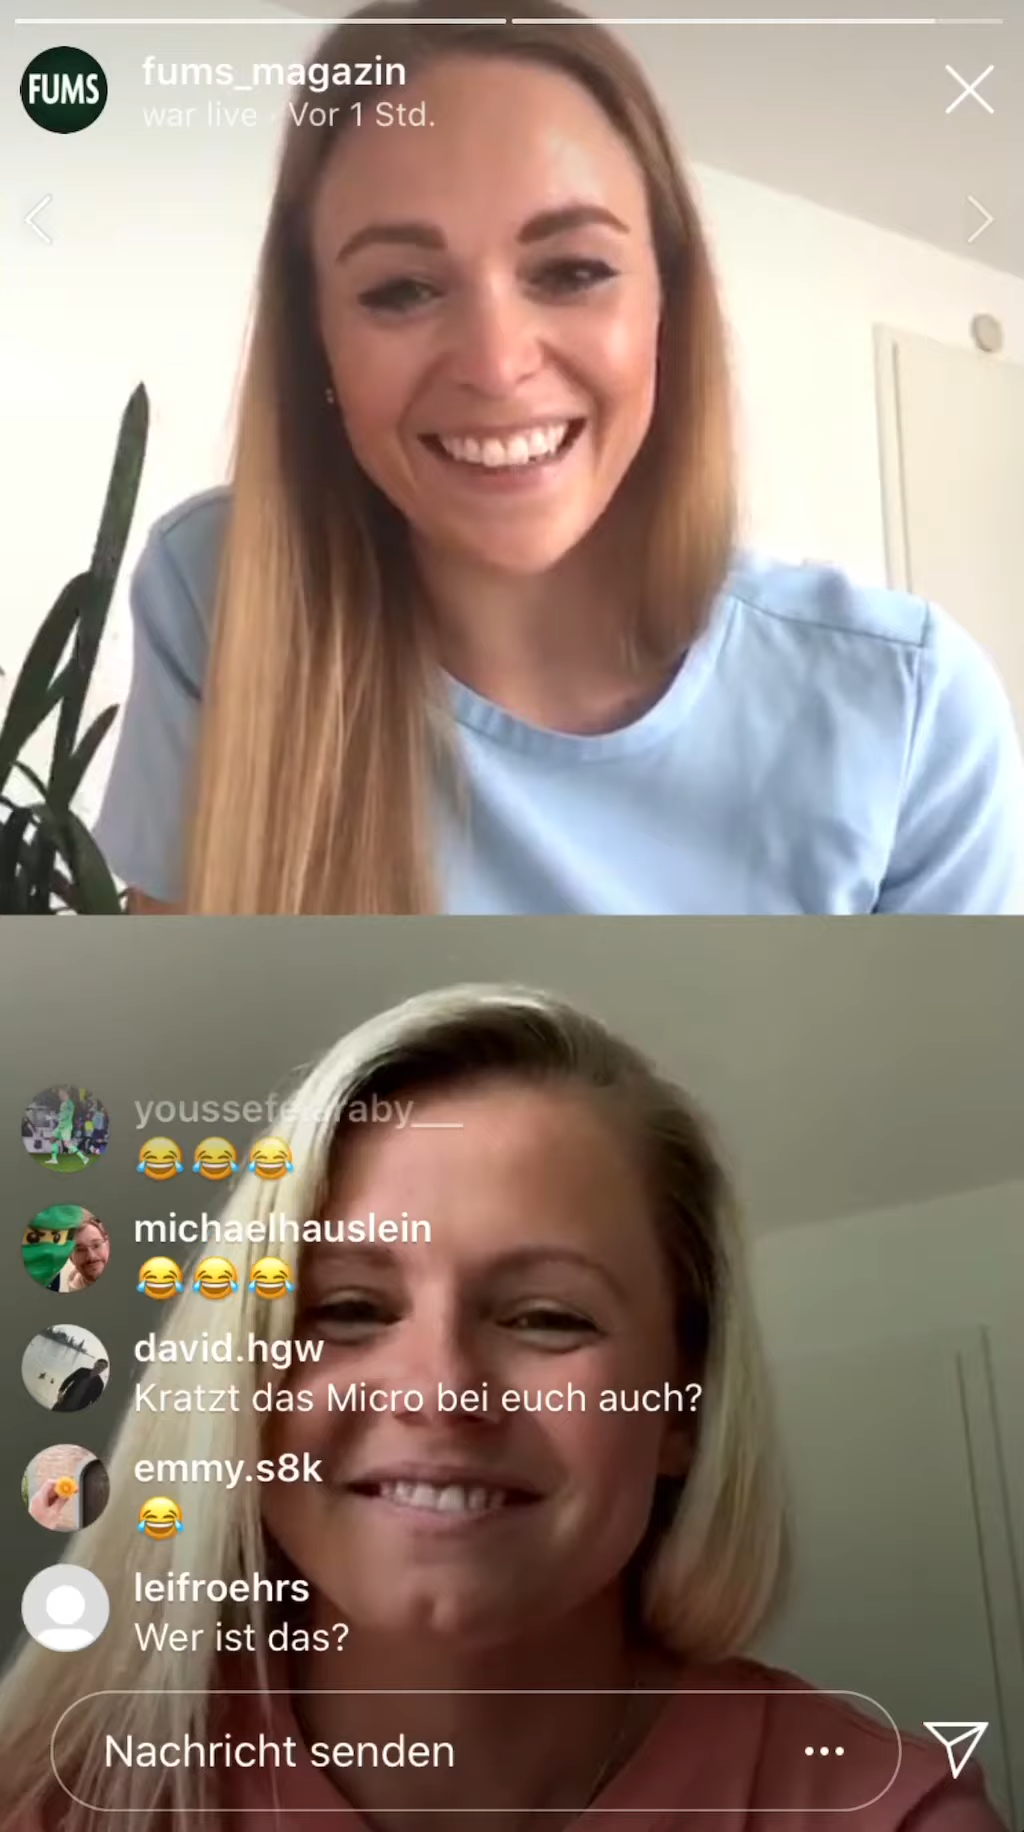 FUMS
fums_magazin
war live · Vor 1 Std.
😂😂😂
michaelhauslein
😂😂😂
david.hgw
Kratzt das Micro bei euch auch?
emmy.s8k
😂
leifroehrs
Wer ist das?
Nachricht senden